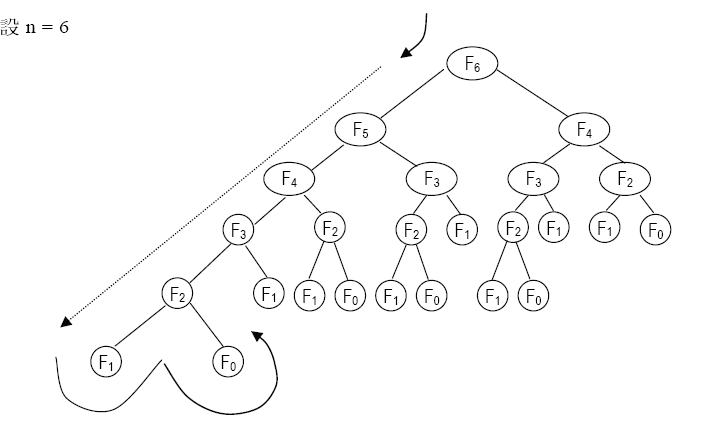 設 n = 6
F₆
F₅ F₄
F₄ F₃ F₃ F₂
F₃ F₂ F₂ F₁ F₂ F₁ F₁ F₀
F₂ F₁ F₁ F₀ F₁ F₀ F₁ F₀
F₁ F₀